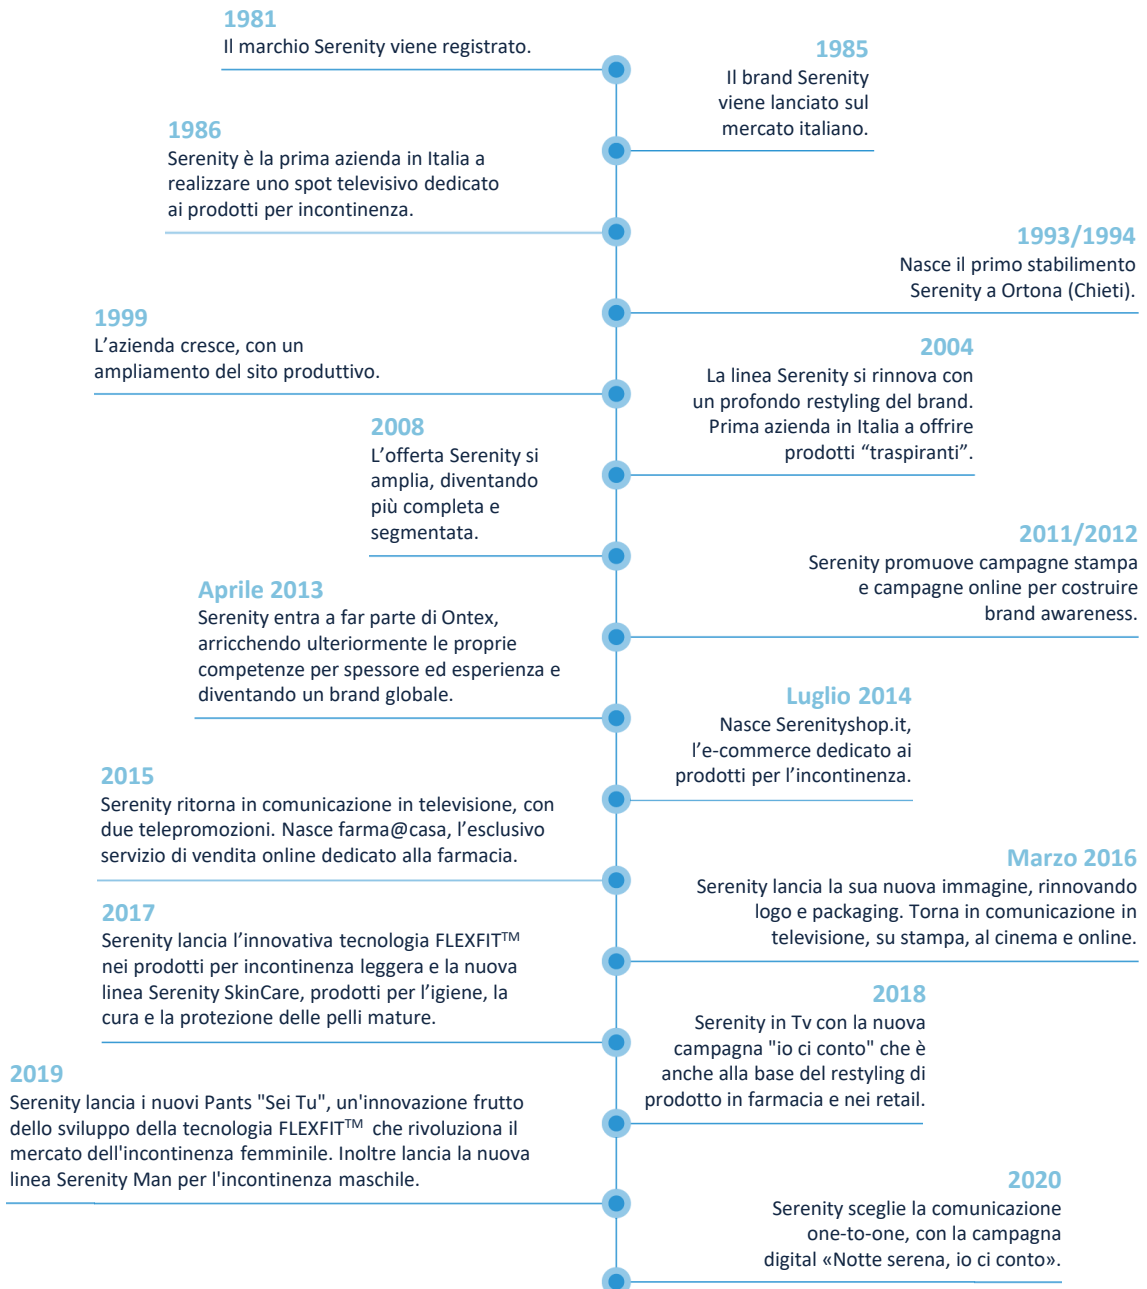 1981
Il marchio Serenity viene registrato.
1985
Il brand Serenity
viene lanciato sul
mercato italiano.
1986
Serenity è la prima azienda in Italia a
realizzare uno spot televisivo dedicato
ai prodotti per incontinenza.
1993/1994
Nasce il primo stabilimento
Serenity a Ortona (Chieti).
1999
L’azienda cresce, con un
ampliamento del sito produttivo.
2004
La linea Serenity si rinnova con
un profondo restyling del brand.
Prima azienda in Italia a offrire
prodotti “traspiranti”.
2008
L’offerta Serenity si
amplia, diventando
più completa e
segmentata.
2011/2012
Serenity promuove campagne stampa
e campagne online per costruire
brand awareness.
Aprile 2013
Serenity entra a far parte di Ontex,
arricchendo ulteriormente le proprie
competenze per spessore ed esperienza e
diventando un brand globale.
Luglio 2014
Nasce Serenityshop.it,
l’e-commerce dedicato ai
prodotti per l’incontinenza.
2015
Serenity ritorna in comunicazione in televisione, con
due telepromozioni. Nasce farma@casa, l’esclusivo
servizio di vendita online dedicato alla farmacia.
Marzo 2016
Serenity lancia la sua nuova immagine, rinnovando
logo e packaging. Torna in comunicazione in
televisione, su stampa, al cinema e online.
2017
Serenity lancia l’innovativa tecnologia FLEXFIT™
nei prodotti per incontinenza leggera e la nuova
linea Serenity SkinCare, prodotti per l’igiene, la
cura e la protezione delle pelli mature.
2018
Serenity in Tv con la nuova
campagna "io ci conto" che è
anche alla base del restyling di
prodotto in farmacia e nei retail.
2019
Serenity lancia i nuovi Pants "Sei Tu", un'innovazione frutto
dello sviluppo della tecnologia FLEXFIT™ che rivoluziona il
mercato dell'incontinenza femminile. Inoltre lancia la nuova
linea Serenity Man per l'incontinenza maschile.
2020
Serenity sceglie la comunicazione
one-to-one, con la campagna
digital «Notte serena, io ci conto».